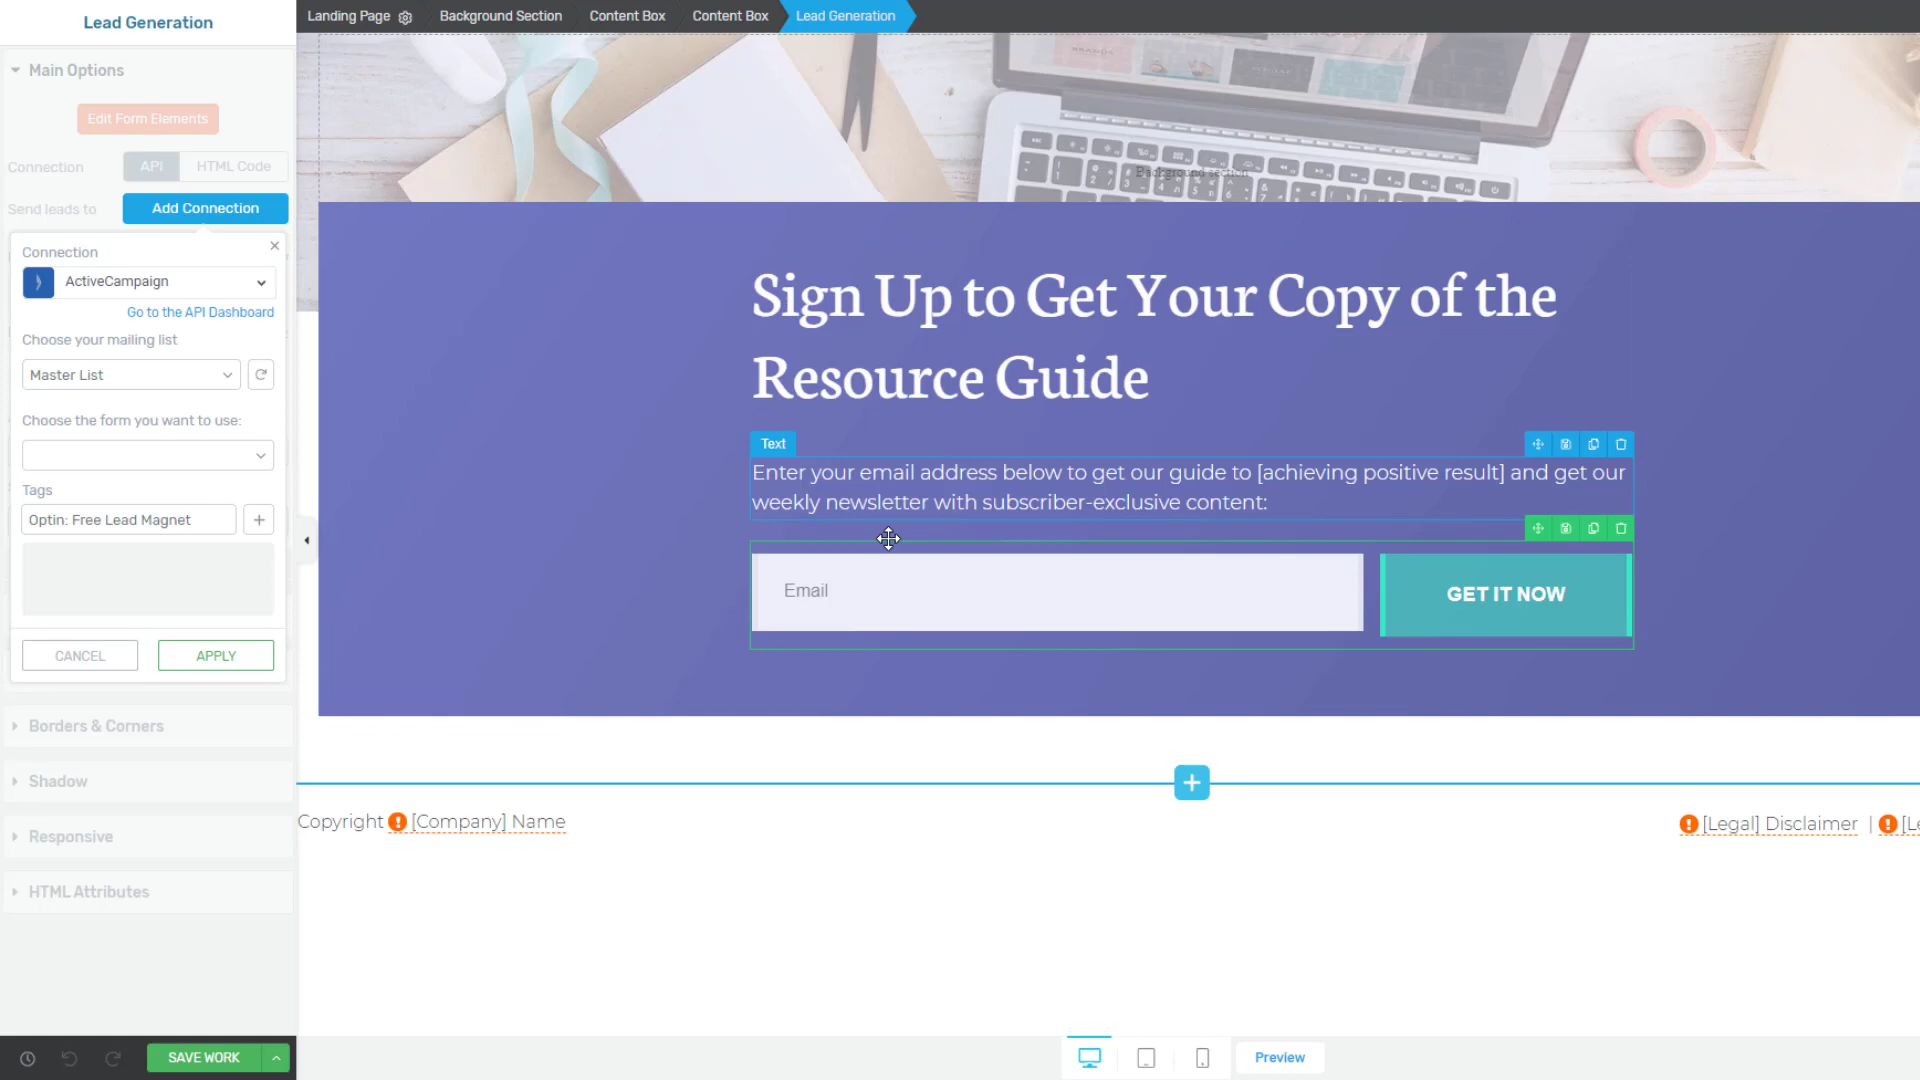 Lead Generation
Landing Page
Background Section
Content Box
Content Box
Lead Generation
Main Options
Edit Form Elements
Connection
API
HTML Code
Send leads to
Add Connection
Connection
ActiveCampaign
Go to the API Dashboard
Choose your mailing list
Master List
Choose the form you want to use:
Tags
Optin: Free Lead Magnet
CANCEL
APPLY
Borders & Corners
Shadow
Responsive
HTML Attributes
SAVE WORK
Background section
Sign Up to Get Your Copy of the
Resource Guide
Text
Enter your email address below to get our guide to [achieving positive result] and get our
weekly newsletter with subscriber-exclusive content:
Email
GET IT NOW
Copyright [Company] Name
[Legal] Disclaimer | [Le
Preview